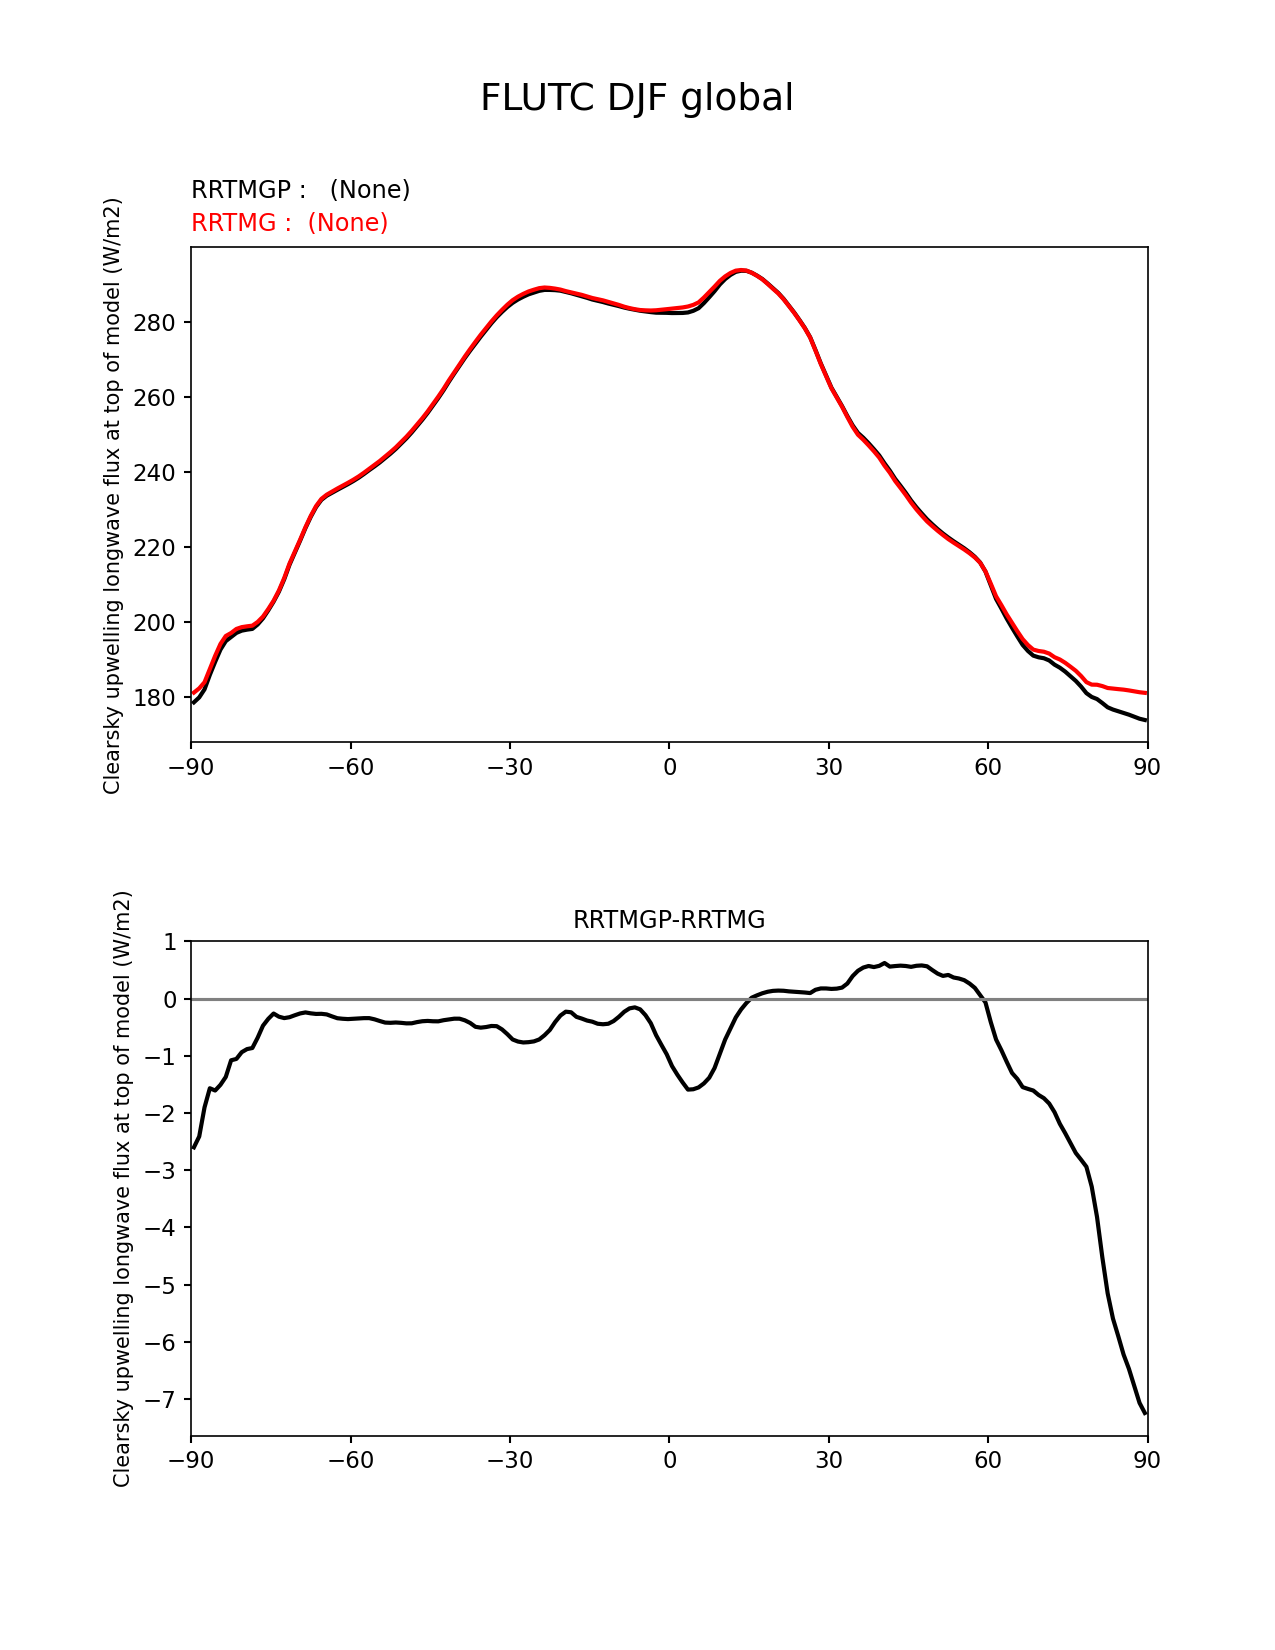 FLUTC DJF global
RRTMGP :   (None)
RRTMG :  (None)
Clearsky upwelling longwave flux at top of model (W/m2)
280
260
240
220
200
180
−90 −60 −30 0 30 60 90
RRTMGP-RRTMG
Clearsky upwelling longwave flux at top of model (W/m2)
1
0
−1
−2
−3
−4
−5
−6
−7
−90 −60 −30 0 30 60 90